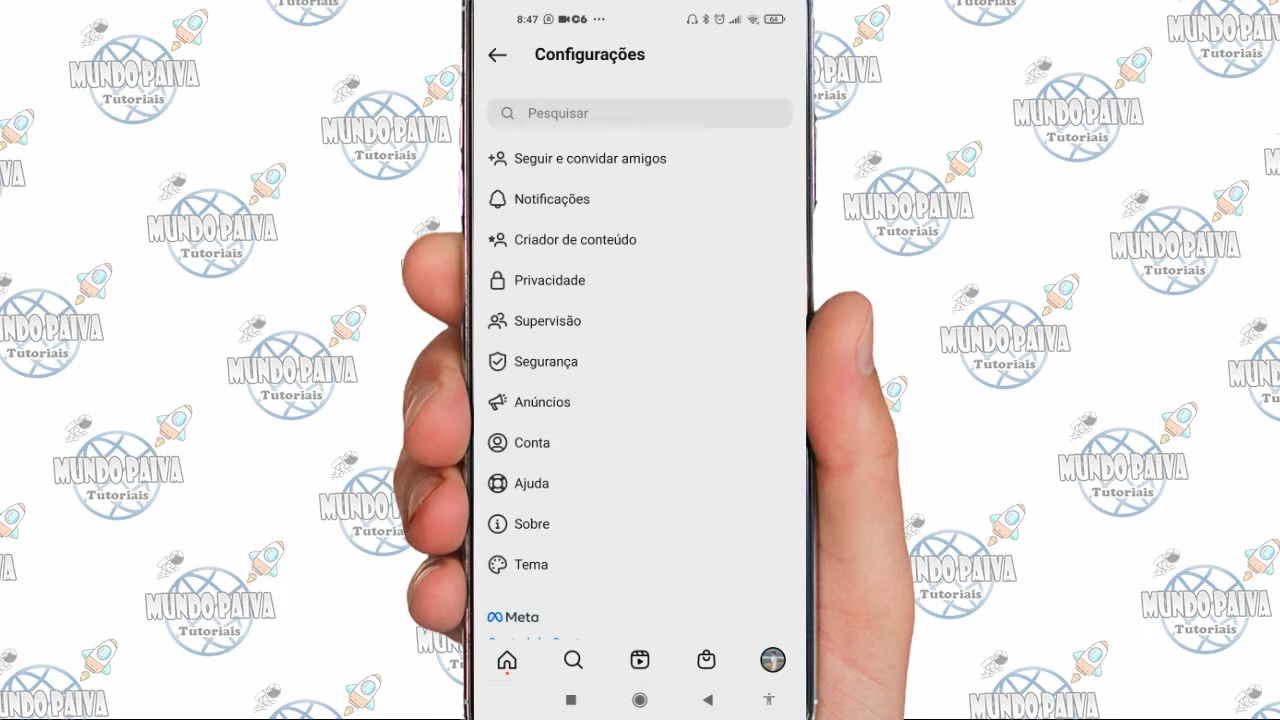 8:47
64
Configurações
Pesquisar
Seguir e convidar amigos
Notificações
Criador de conteúdo
Privacidade
Supervisão
Segurança
Anúncios
Conta
Ajuda
Sobre
Tema
Meta
MUNDO PAIVA
Tutoriais